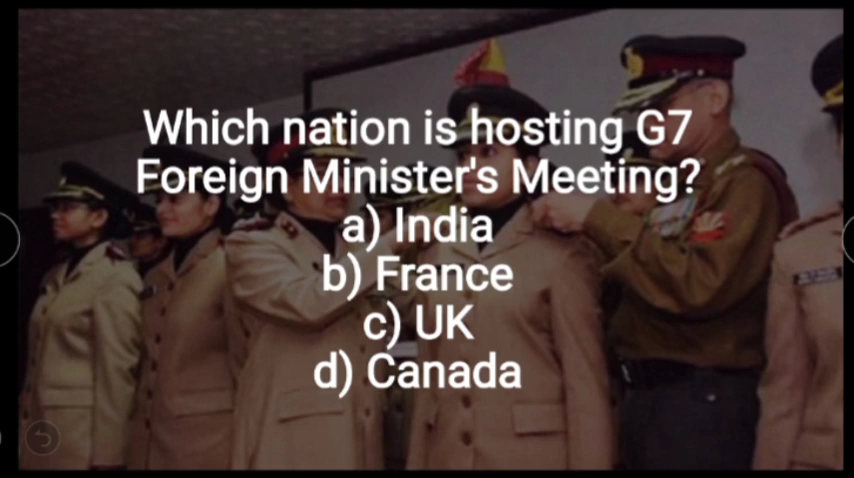 Which nation is hosting G7
Foreign Minister's Meeting?
a) India
b) France
c) UK
d) Canada